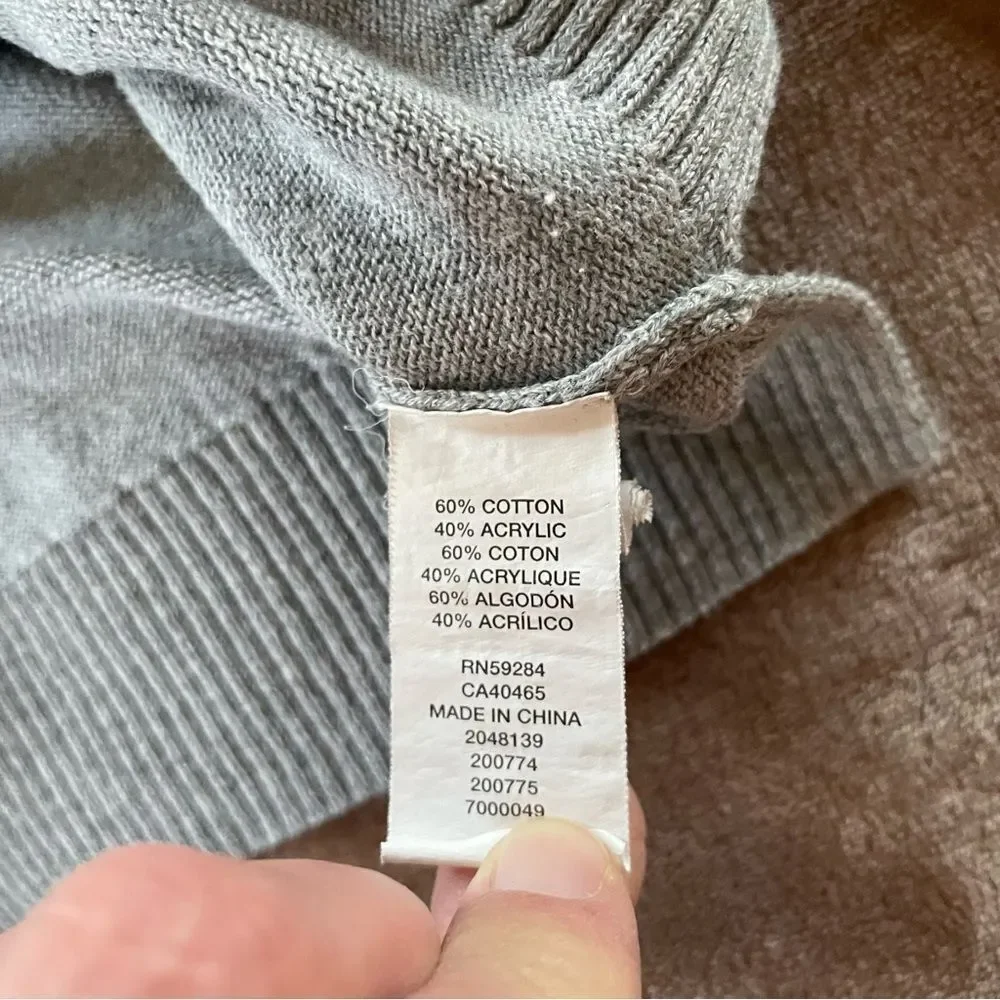 60% COTTON
40% ACRYLIC
60% COTON
40% ACRYLIQUE
60% ALGODÓN
40% ACRÍLICO
RN59284
CA40465
MADE IN CHINA
2048139
200774
200775
7000049